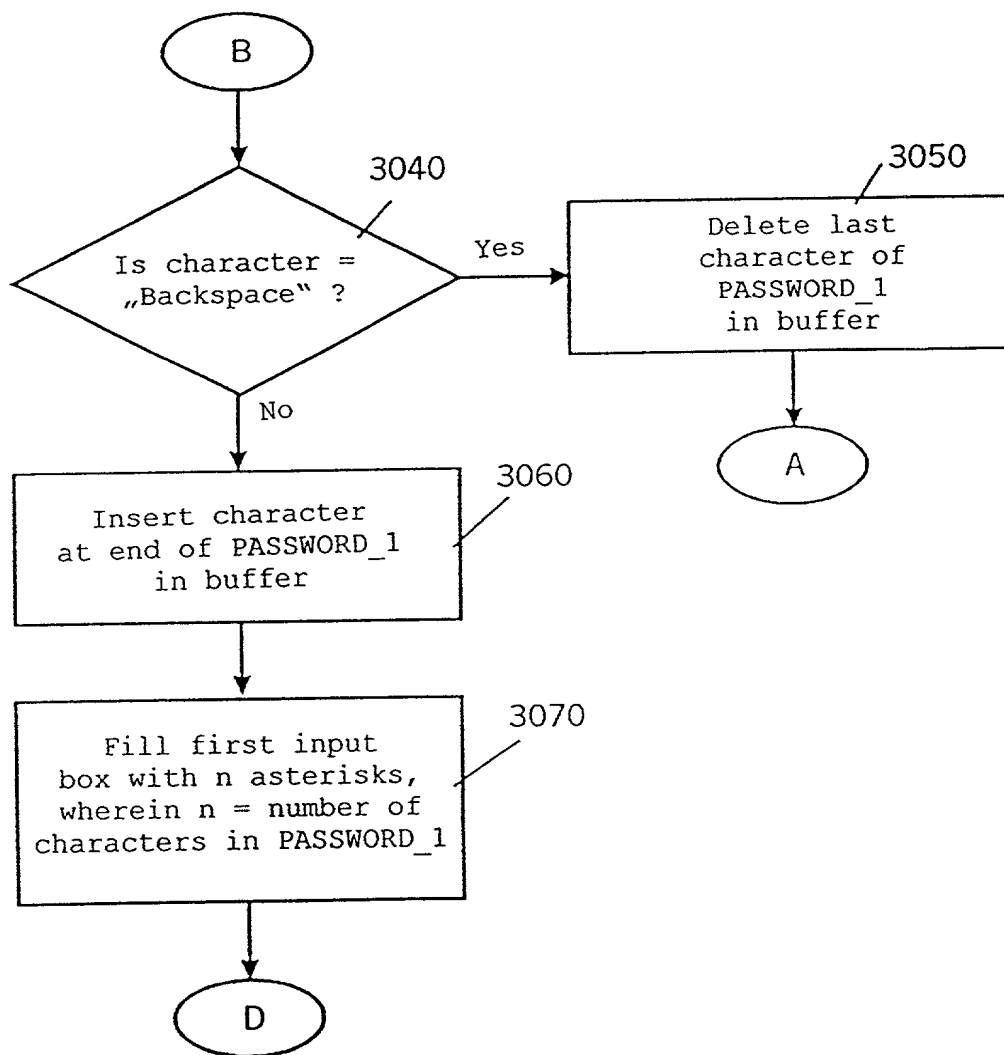 B
3040
Is character =
„Backspace“ ?
Yes
3050
Delete last
character of
PASSWORD_1
in buffer
A
No
3060
Insert character
at end of PASSWORD_1
in buffer
3070
Fill first input
box with n asterisks,
wherein n = number of
characters in PASSWORD_1
D